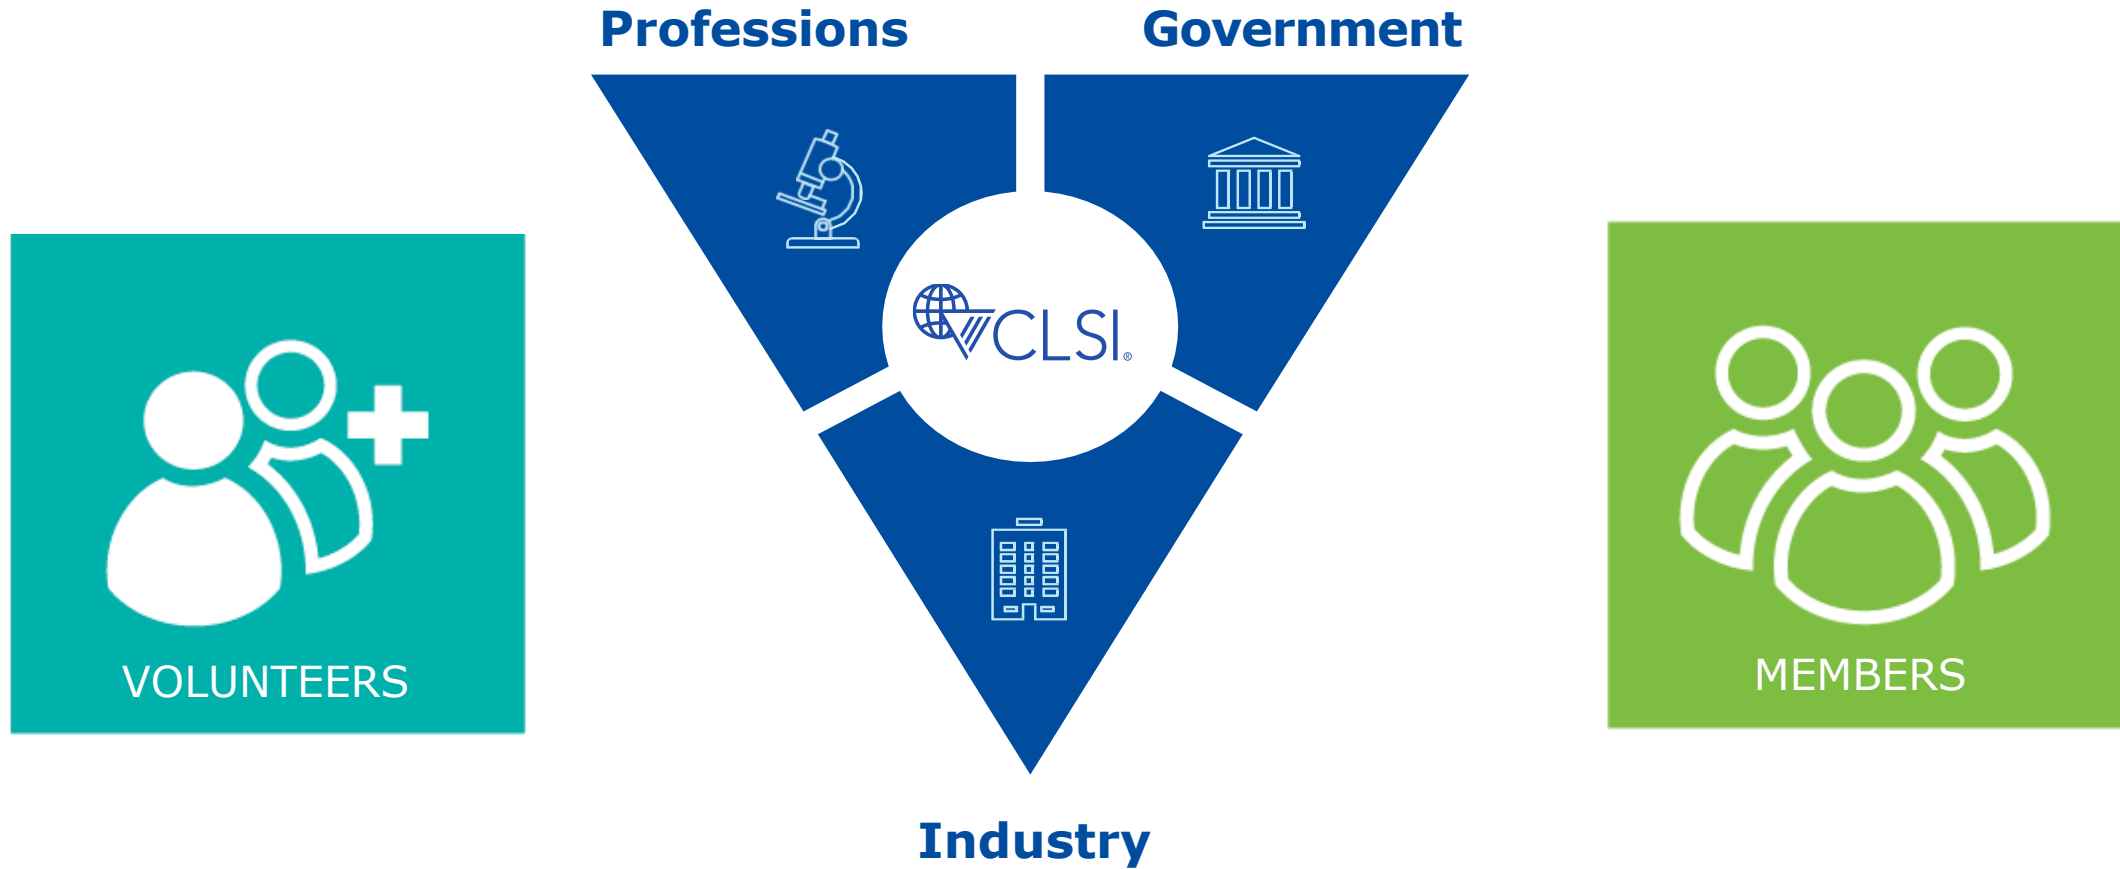 Professions
Government
CLSI®
VOLUNTEERS
MEMBERS
Industry